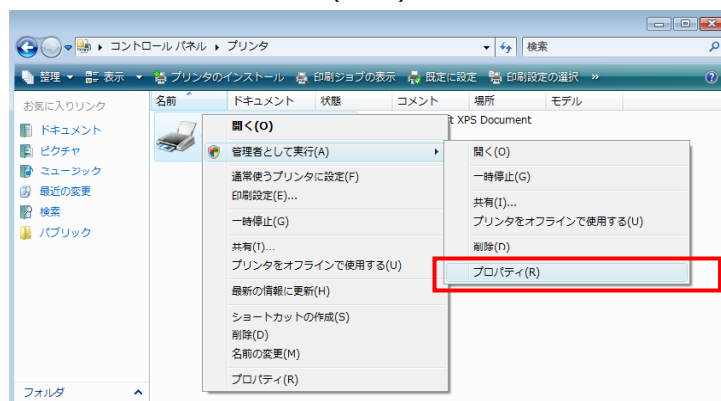 コントロール パネル ▸ プリンタ
検索
整理 表示 プリンタのインストール 印刷ジョブの表示 既定に設定 印刷設定の選択 »
お気に入りリンク
ドキュメント
ピクチャ
ミュージック
最近の変更
検索
パブリック
フォルダ
名前 ドキュメント 状態 コメント 場所 モデル
t XPS Document
開く(O)
管理者として実行(A)
通常使うプリンタに設定(F)
印刷設定(E)...
一時停止(G)
共有(I)...
プリンタをオフラインで使用する(U)
最新の情報に更新(H)
ショートカットの作成(S)
削除(D)
名前の変更(M)
プロパティ(R)
開く(O)
一時停止(G)
共有(I)...
プリンタをオフラインで使用する(U)
削除(D)
プロパティ(R)